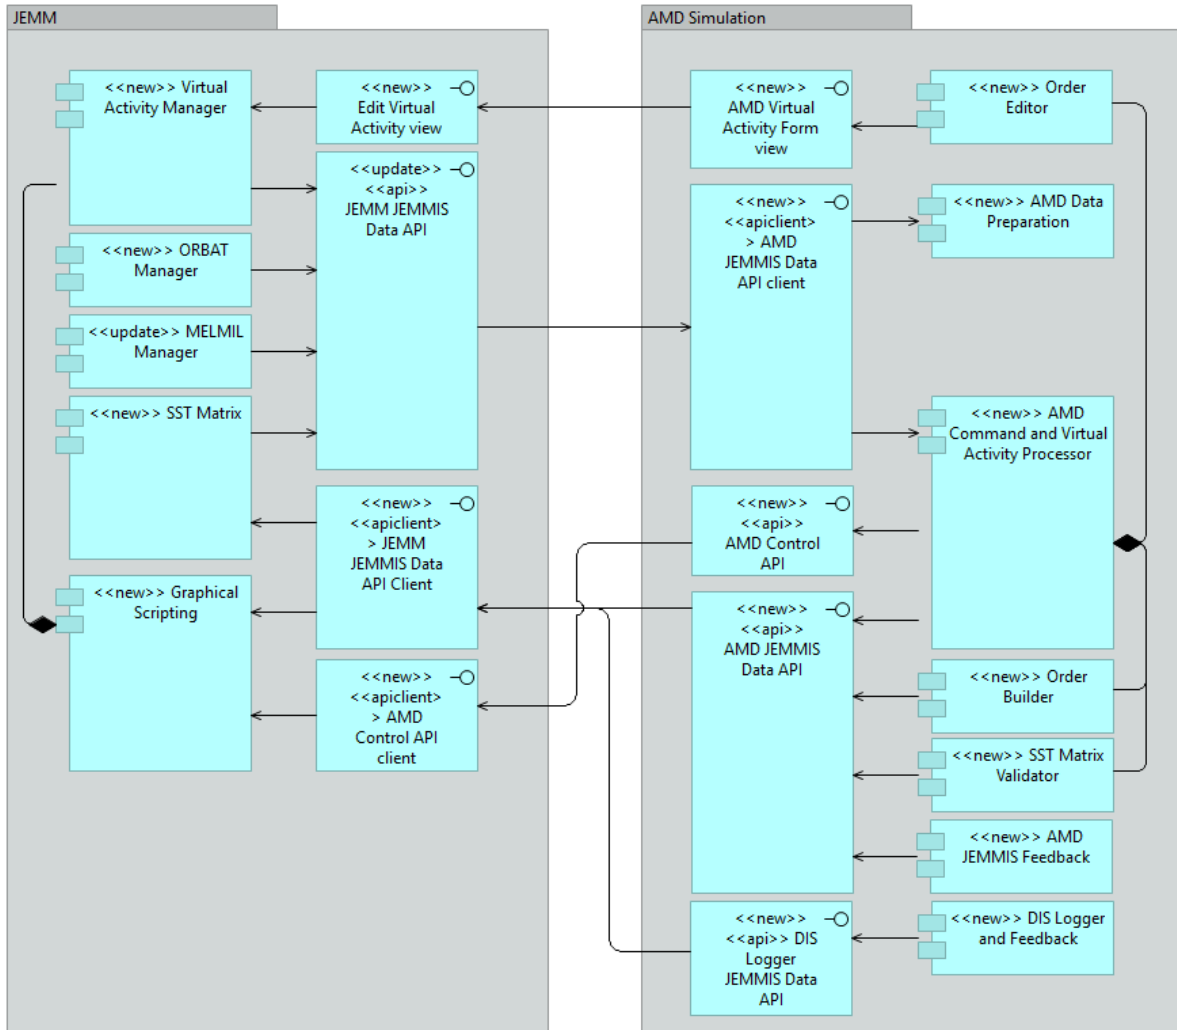 JEMM
<<new>> Virtual
Activity Manager
<<new>>
Edit Virtual
Activity view
<<update>>
<<api>>
JEMM JEMMIS
Data API
<<new>> ORBAT
Manager
<<update>> MELMIL
Manager
<<new>> SST Matrix
<<new>>
<<apiclient>
> JEMM
JEMMIS Data
API Client
<<new>> Graphical
Scripting
<<new>>
<<apiclient>
> AMD
Control API
client
AMD Simulation
<<new>>
AMD Virtual
Activity Form
view
<<new>> Order
Editor
<<new>>
<<apiclient>
> AMD
JEMMIS Data
API client
<<new>> AMD Data
Preparation
<<new>> AMD
Command and Virtual
Activity Processor
<<new>>
<<api>>
AMD Control
API
<<new>>
<<api>>
AMD JEMMIS
Data API
<<new>> Order
Builder
<<new>> SST Matrix
Validator
<<new>> AMD
JEMMIS Feedback
<<new>>
<<api>> DIS
Logger
JEMMIS Data
API
<<new>> DIS Logger
and Feedback